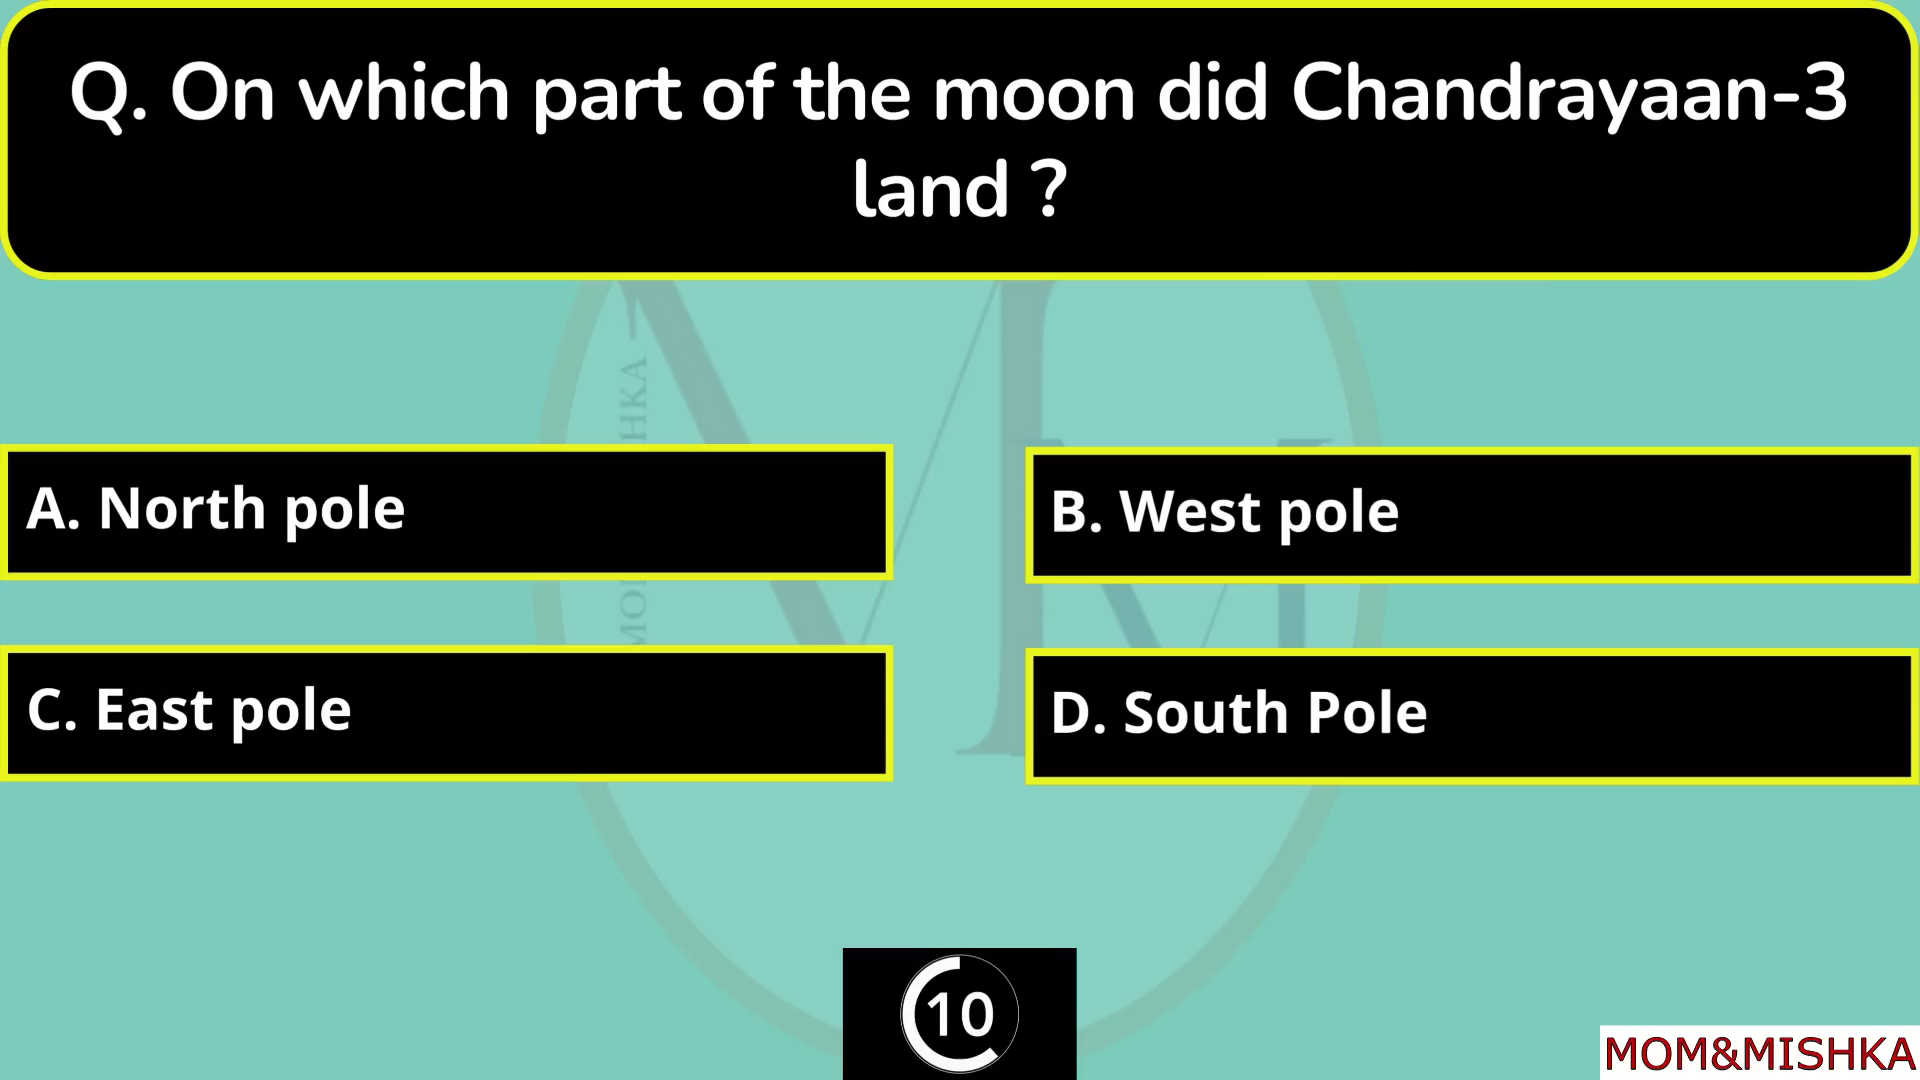 Q. On which part of the moon did Chandrayaan-3
land ?
A. North pole
B. West pole
C. East pole
D. South Pole
10
MOM&MISHKA